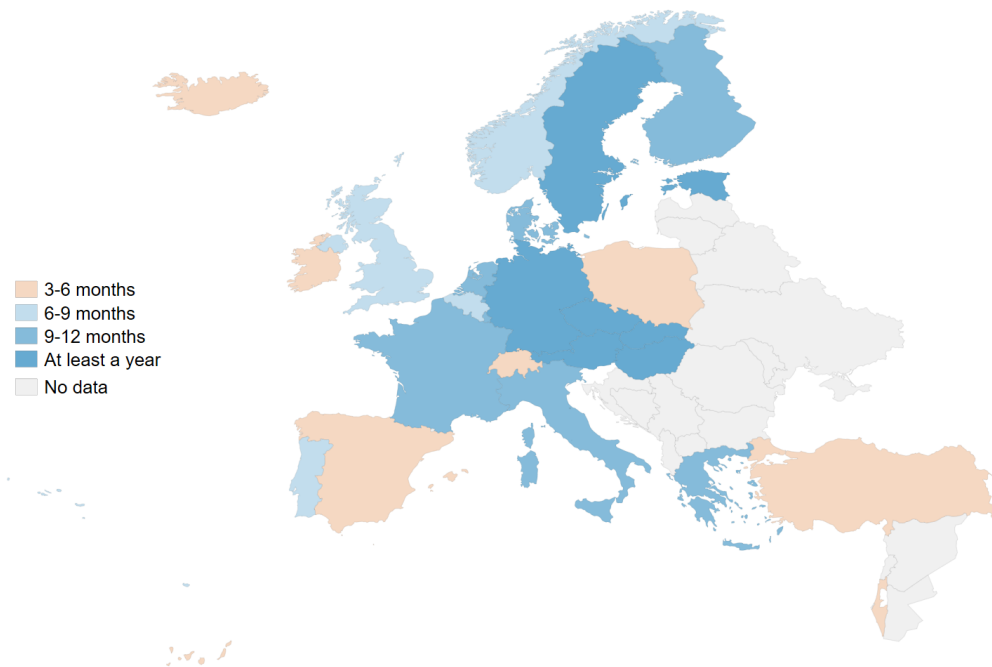 3-6 months
6-9 months
9-12 months
At least a year
No data